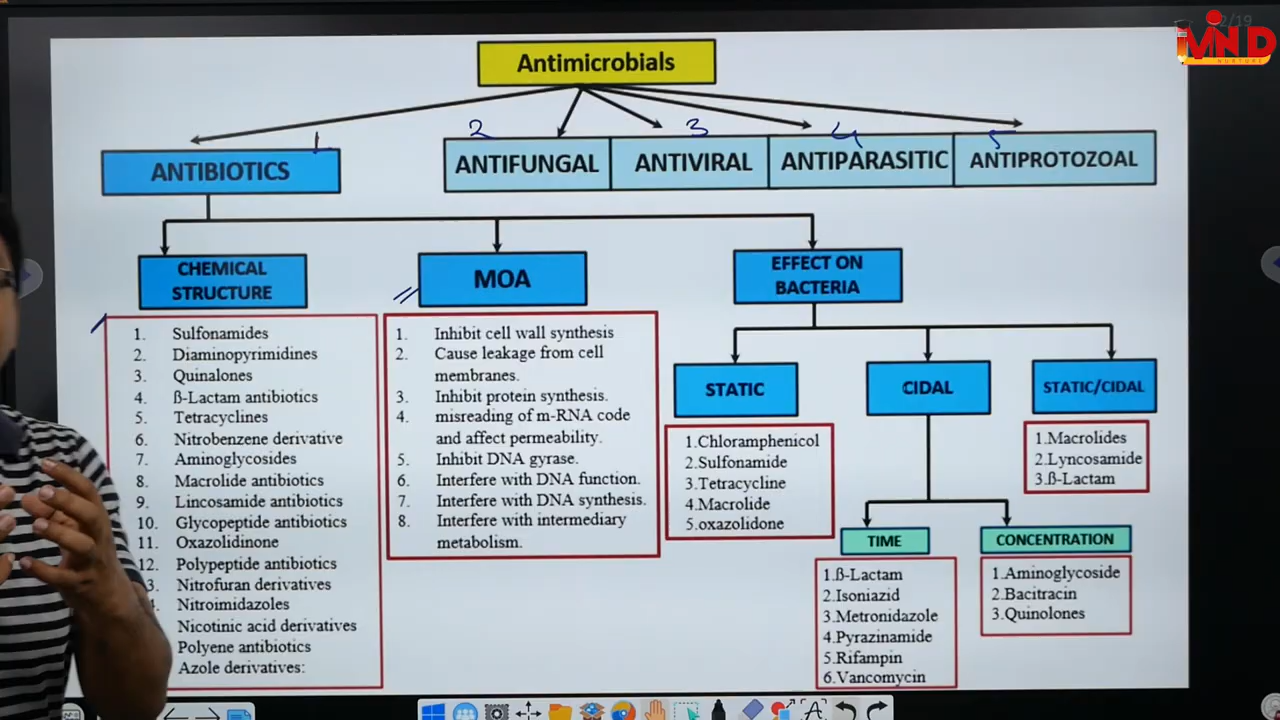 2/19
MIND
NURTURE
Antimicrobials
1 2 3 4 5
ANTIBIOTICS
ANTIFUNGAL
ANTIVIRAL
ANTIPARASITIC
ANTIPROTOZOAL
CHEMICAL
STRUCTURE
MOA
EFFECT ON
BACTERIA
1. Sulfonamides
2. Diaminopyrimidines
3. Quinalones
4. ß-Lactam antibiotics
5. Tetracyclines
6. Nitrobenzene derivative
7. Aminoglycosides
8. Macrolide antibiotics
9. Lincosamide antibiotics
10. Glycopeptide antibiotics
11. Oxazolidinone
12. Polypeptide antibiotics
3. Nitrofuran derivatives
Nitroimidazoles
Nicotinic acid derivatives
Polyene antibiotics
Azole derivatives:
1. Inhibit cell wall synthesis
2. Cause leakage from cell
membranes.
3. Inhibit protein synthesis.
4. misreading of m-RNA code
and affect permeability.
5. Inhibit DNA gyrase.
6. Interfere with DNA function.
7. Interfere with DNA synthesis.
8. Interfere with intermediary
metabolism.
STATIC
CIDAL
STATIC/CIDAL
1.Chloramphenicol
2.Sulfonamide
3.Tetracycline
4.Macrolide
5.oxazolidone
1.Macrolides
2.Lyncosamide
3.ß-Lactam
TIME
CONCENTRATION
1.ß-Lactam
2.Isoniazid
3.Metronidazole
4.Pyrazinamide
5.Rifampin
6.Vancomycin
1.Aminoglycoside
2.Bacitracin
3.Quinolones